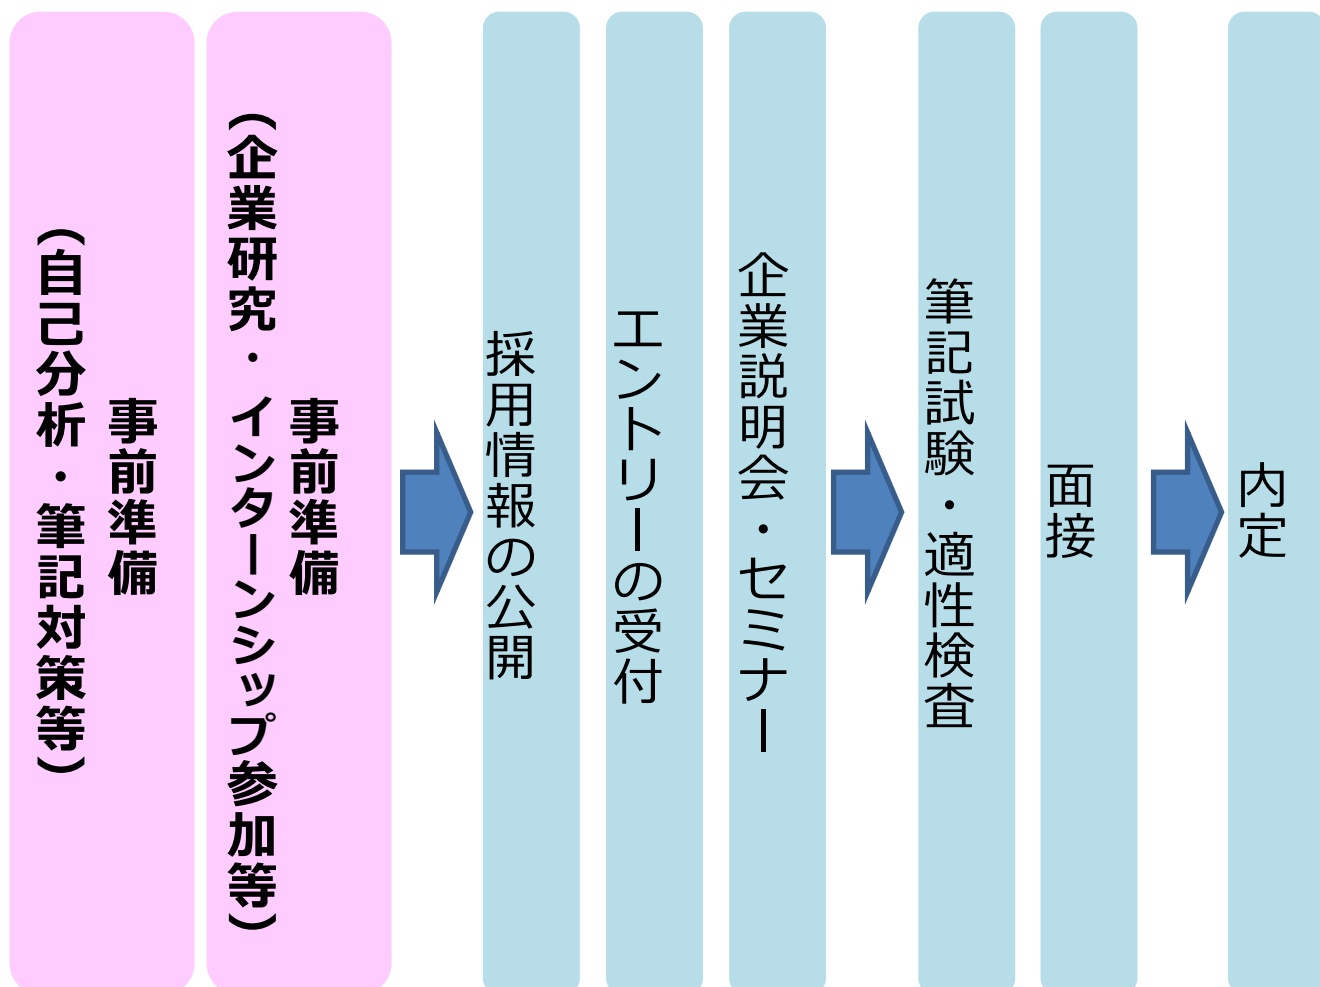 事前準備
（自己分析・筆記対策等）
事前準備
（企業研究・インターンシップ参加等）
採用情報の公開
エントリーの受付
企業説明会・セミナー
筆記試験・適性検査
面接
内定